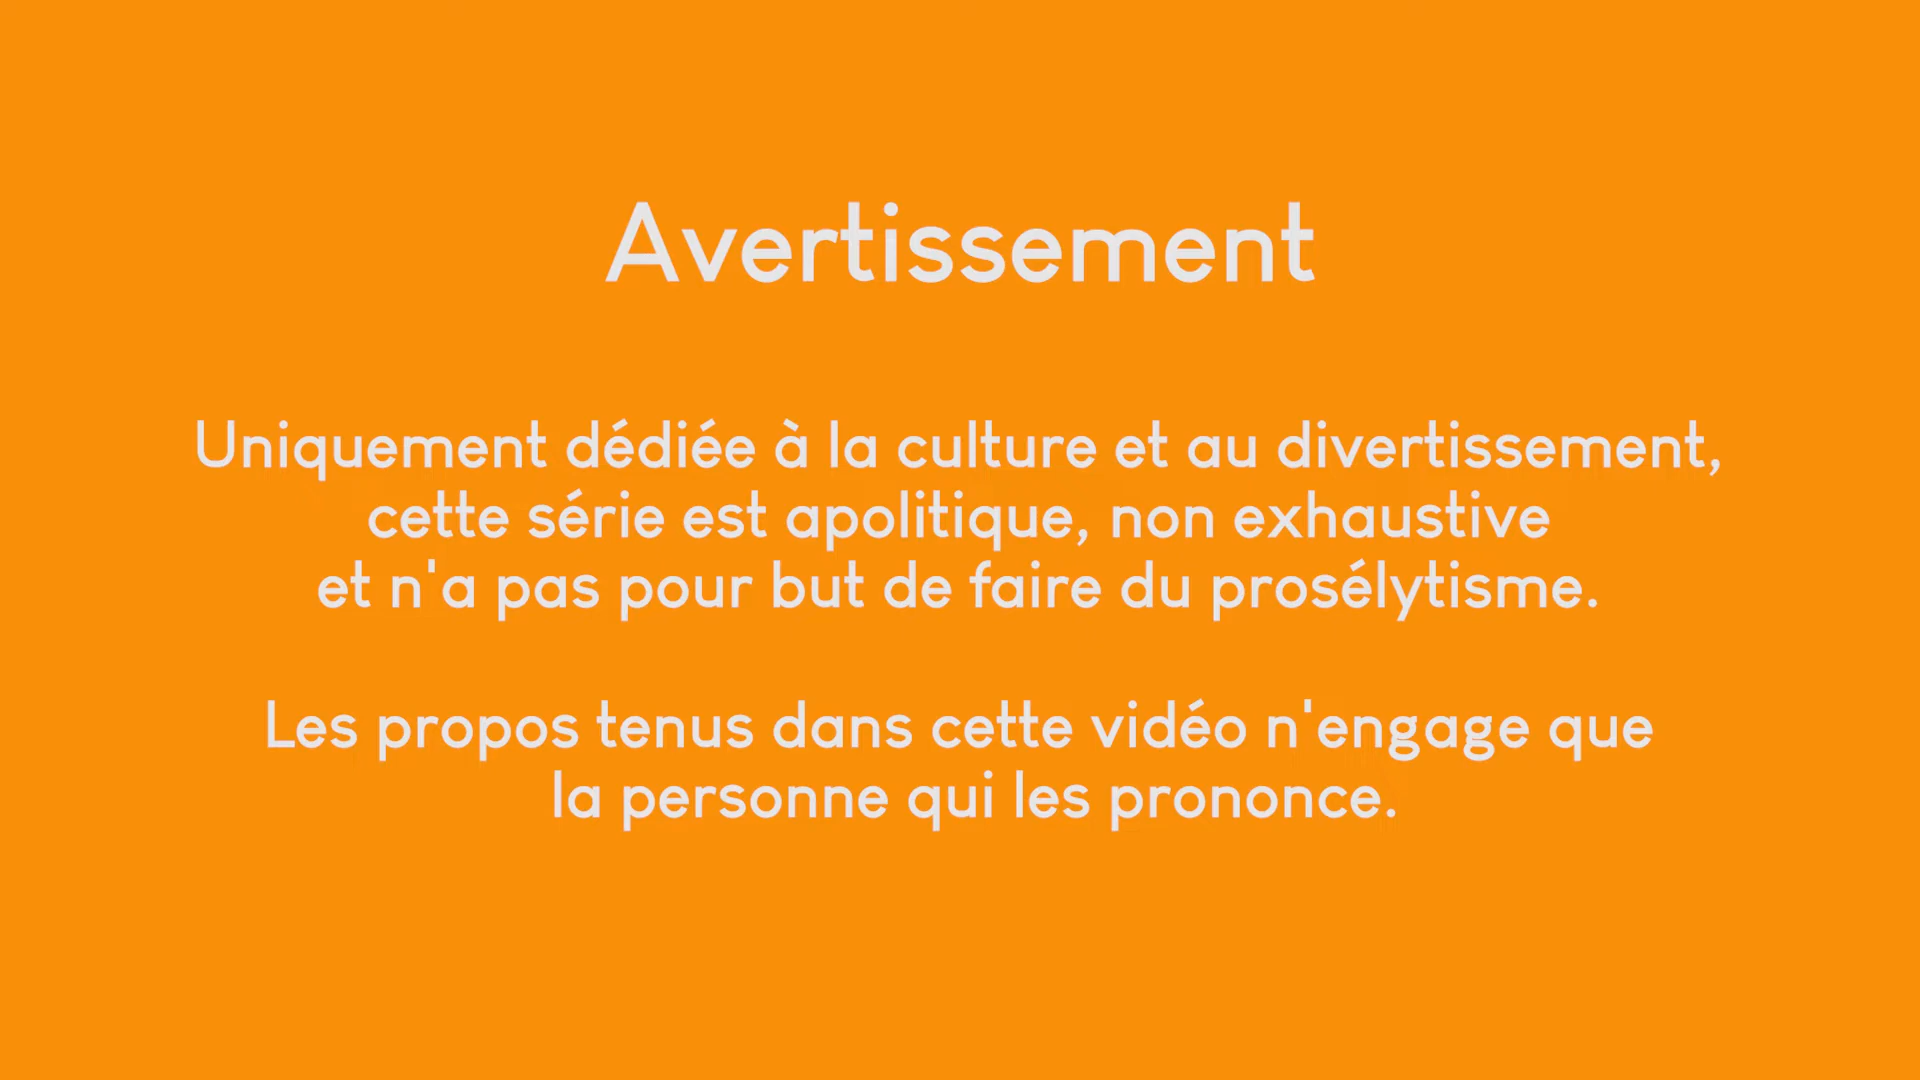 Avertissement
Uniquement dédiée à la culture et au divertissement,
cette série est apolitique, non exhaustive
et n'a pas pour but de faire du prosélytisme.
Les propos tenus dans cette vidéo n'engage que
la personne qui les prononce.